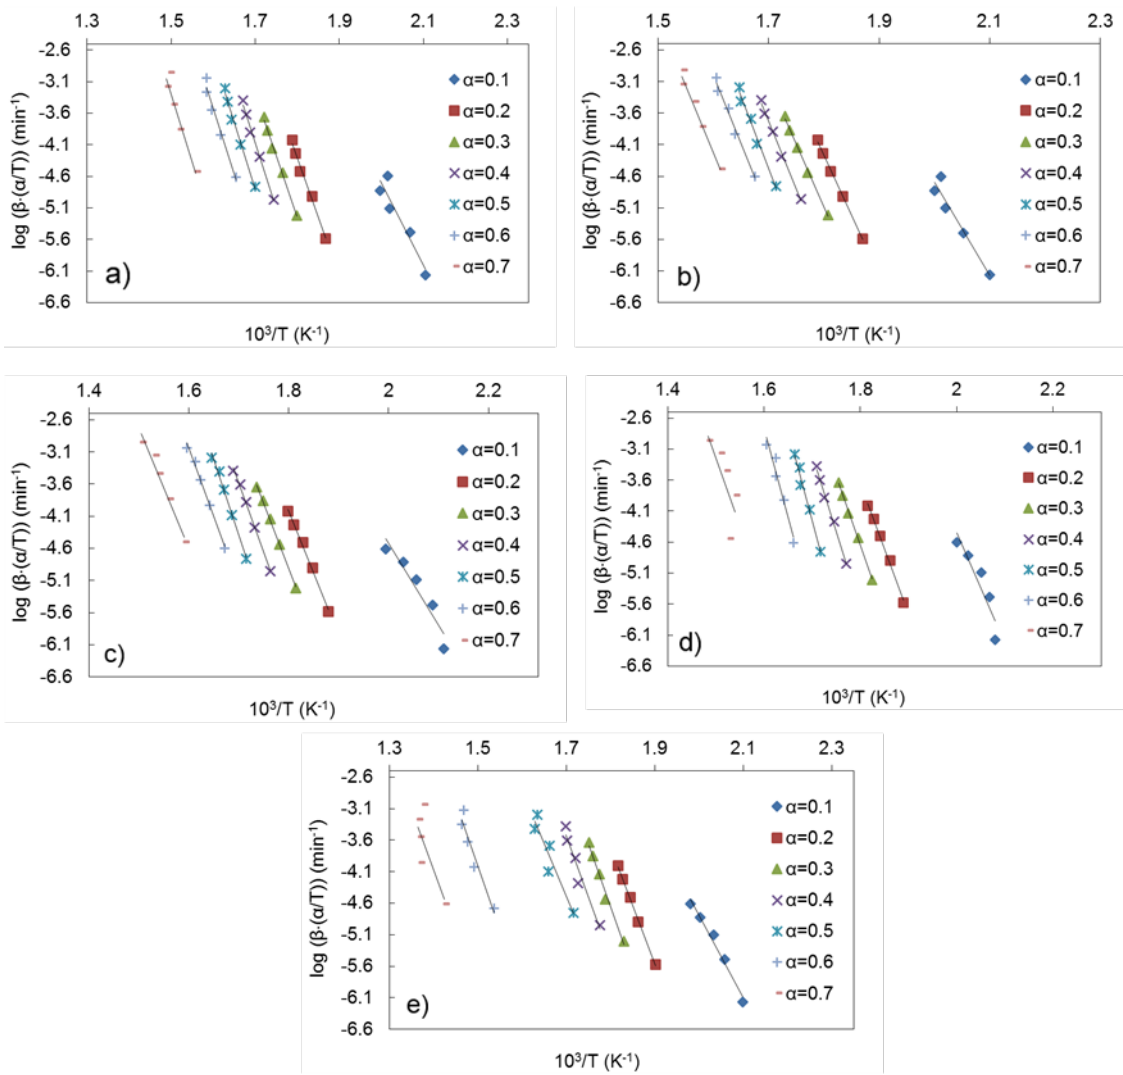 1.3 1.5 1.7 1.9 2.1
-2.6
-3.1
-3.6
-4.1
-4.6
-5.1
-5.6
-6.1
-6.6
log (β·(α/T)) (min⁻¹)
α=0.1
α=0.2
α=0.3
α=0.4
α=0.5
α=0.6
α=0.7
a)
10³/T (K⁻¹)
1.5 1.7 1.9 2.1 2.3
-2.6
-3.1
-3.6
-4.1
-4.6
-5.1
-5.6
-6.1
-6.6
log (β·(α/T)) (min⁻¹)
α=0.1
α=0.2
α=0.3
α=0.4
α=0.5
α=0.6
α=0.7
b)
10³/T (K⁻¹)
1.4 1.6 1.8 2 2.2
-2.6
-3.1
-3.6
-4.1
-4.6
-5.1
-5.6
-6.1
-6.6
log (β·(α/T)) (min⁻¹)
α=0.1
α=0.2
α=0.3
α=0.4
α=0.5
α=0.6
α=0.7
c)
10³/T (K⁻¹)
1.4 1.6 1.8 2 2.2
-2.6
-3.1
-3.6
-4.1
-4.6
-5.1
-5.6
-6.1
-6.6
log (β·(α/T)) (min⁻¹)
α=0.1
α=0.2
α=0.3
α=0.4
α=0.5
α=0.6
α=0.7
d)
10³/T (K⁻¹)
1.3 1.5 1.7 1.9 2.1 2.3
-2.6
-3.1
-3.6
-4.1
-4.6
-5.1
-5.6
-6.1
-6.6
log (β·(α/T)) (min⁻¹)
α=0.1
α=0.2
α=0.3
α=0.4
α=0.5
α=0.6
α=0.7
e)
10³/T (K⁻¹)